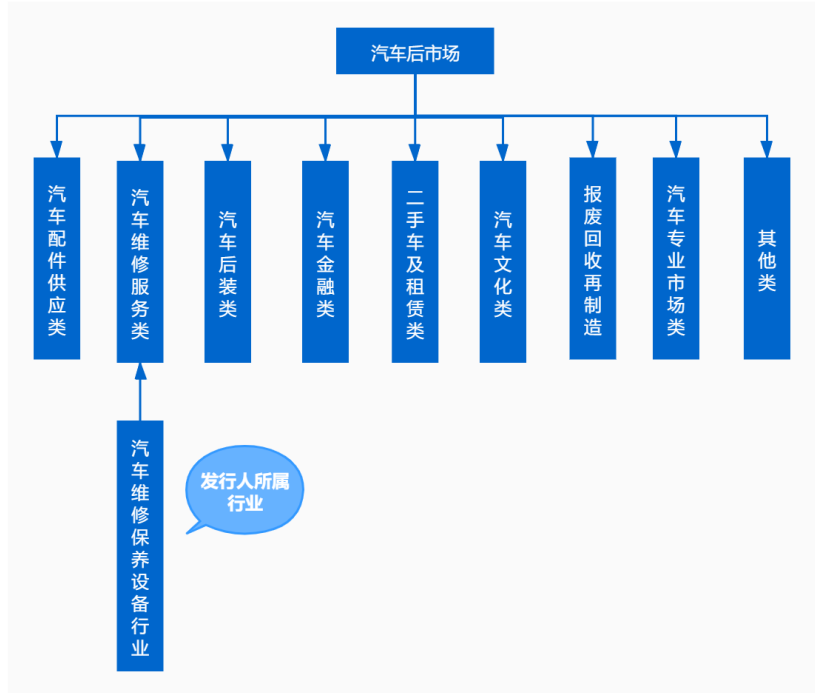 汽车后市场
汽车配件供应类
汽车维修服务类
汽车后装类
汽车金融类
二手车及租赁类
汽车文化类
报废回收再制造
汽车专业市场类
其他类
汽车维修保养设备行业
发行人所属
行业